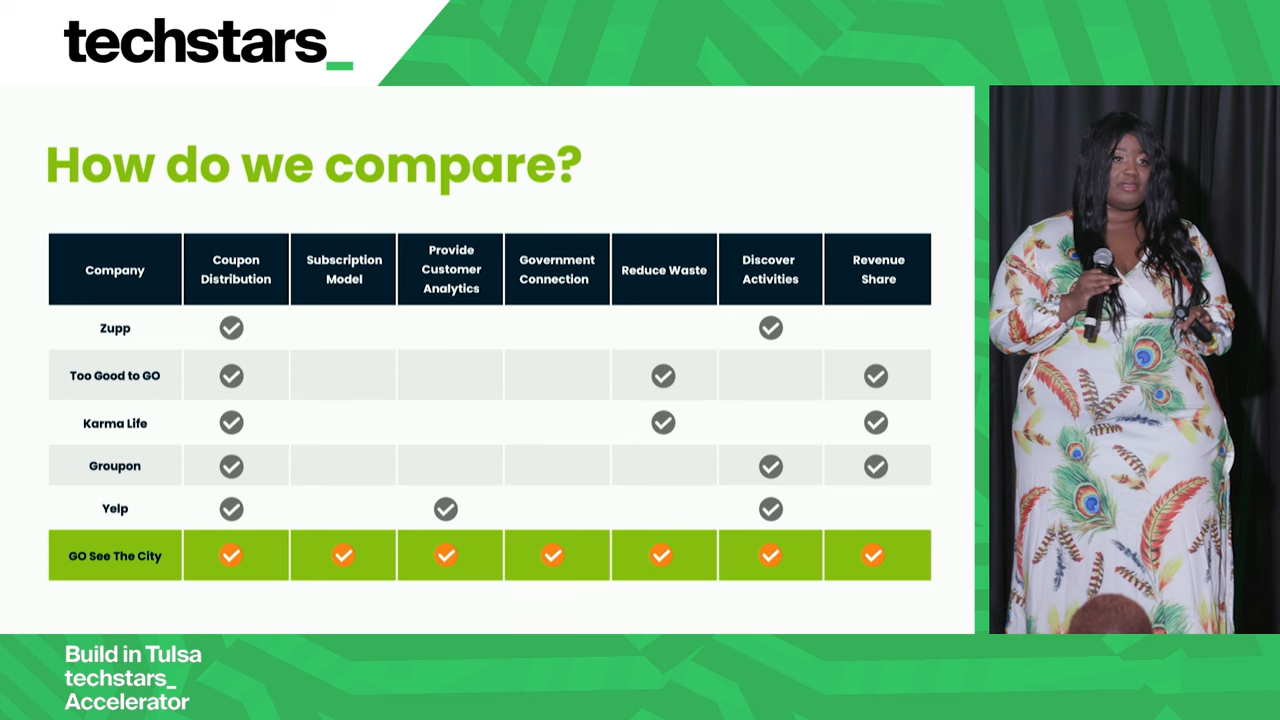 techstars_
How do we compare?
Company
Coupon
Distribution
Subscription
Model
Provide
Customer
Analytics
Government
Connection
Reduce Waste
Discover
Activities
Revenue
Share
Zupp
Too Good to GO
Karma Life
Groupon
Yelp
GO See The City
Build in Tulsa
techstars_
Accelerator